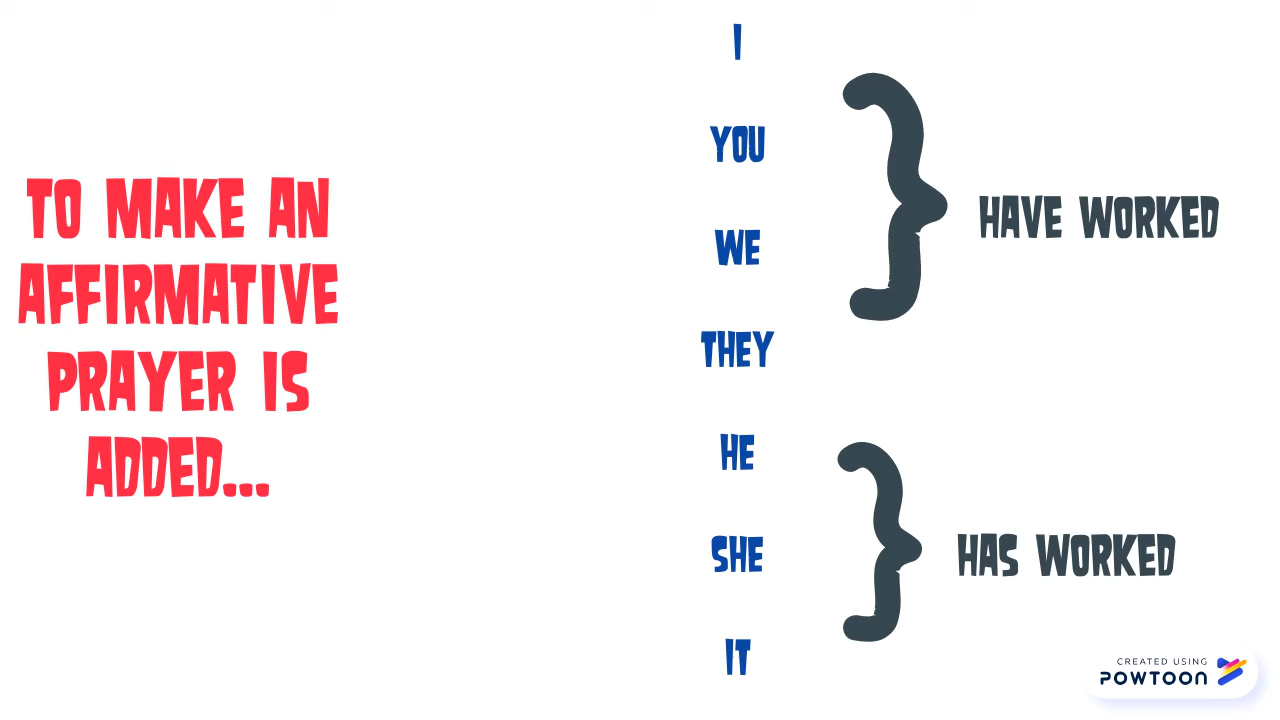 TO MAKE AN
AFFIRMATIVE
PRAYER IS
ADDED...
I
YOU
WE
THEY
HE
SHE
IT
HAVE WORKED
HAS WORKED
CREATED USING
POWTOON